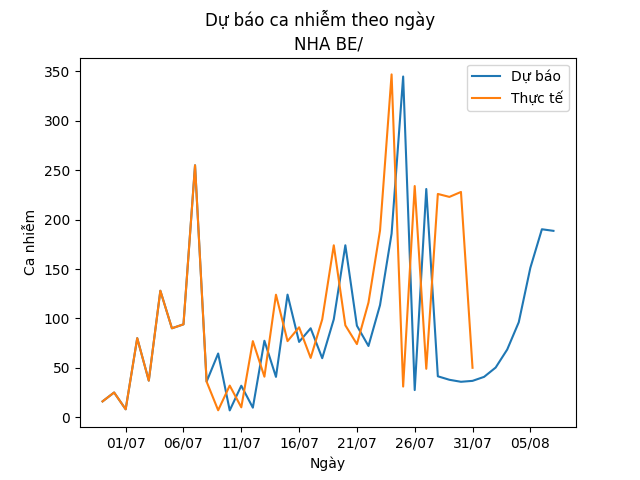 Dự báo ca nhiễm theo ngày
NHA BE/
Dự báo
Thực tế
Ca nhiễm
350
300
250
200
150
100
50
0
01/07 06/07 11/07 16/07 21/07 26/07 31/07 05/08
Ngày